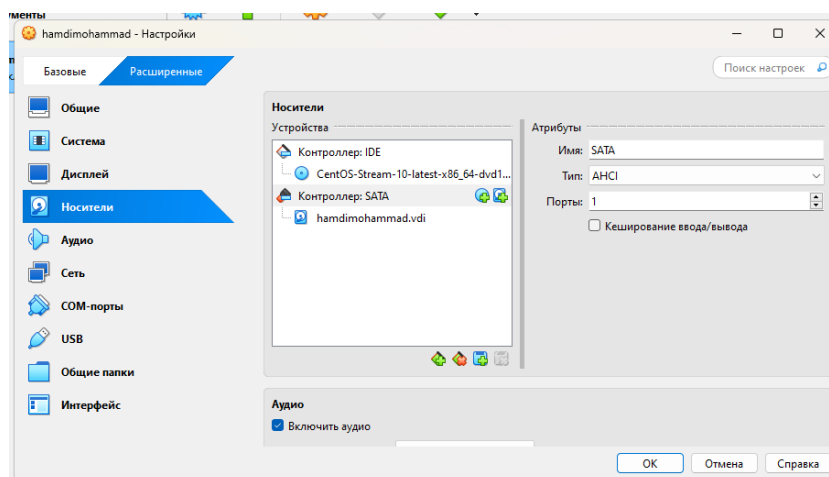 ументы
hamdimohammad - Настройки
Базовые
Расширенные
Поиск настроек
Общие
Система
Дисплей
Носители
Аудио
Сеть
COM-порты
USB
Общие папки
Интерфейс
Носители
Устройства
Контроллер: IDE
CentOS-Stream-10-latest-x86_64-dvd1...
Контроллер: SATA
hamdimohammad.vdi
Атрибуты
Имя: SATA
Тип: AHCI
Порты: 1
Кеширование ввода/вывода
Аудио
Включить аудио
OK
Отмена
Справка